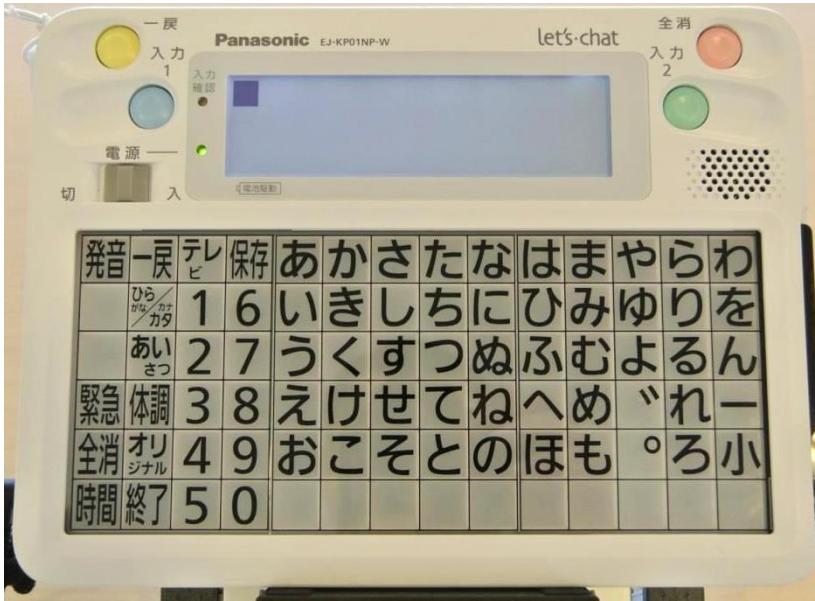 一戻
入力
1
Panasonic EJ-KP01NP-W
let's·chat
全消
入力
2
入力
確認
電源
切 入
電池駆動
発音 一戻 テレビ 保存 あ か さ た な は ま や ら わ
ひらがな/カタカナ 1 6 い き し ち に ひ み ゆ り を
あいさつ 2 7 う く す つ ぬ ふ む よ る ん
緊急 体調 3 8 え け せ て ね へ め ゛ れ ー
全消 オリジナル 4 9 お こ そ と の ほ も ゜ ろ 小
時間 終了 5 0